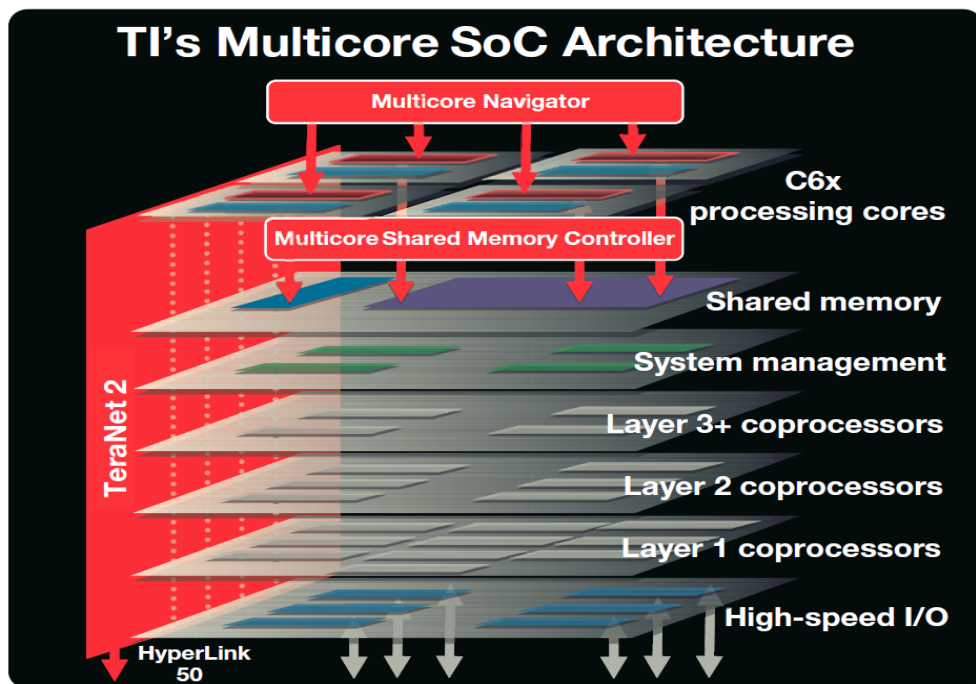 TI's Multicore SoC Architecture
Multicore Navigator
C6x
processing cores
Multicore Shared Memory Controller
Shared memory
System management
TeraNet 2
Layer 3+ coprocessors
Layer 2 coprocessors
Layer 1 coprocessors
High-speed I/O
HyperLink
50